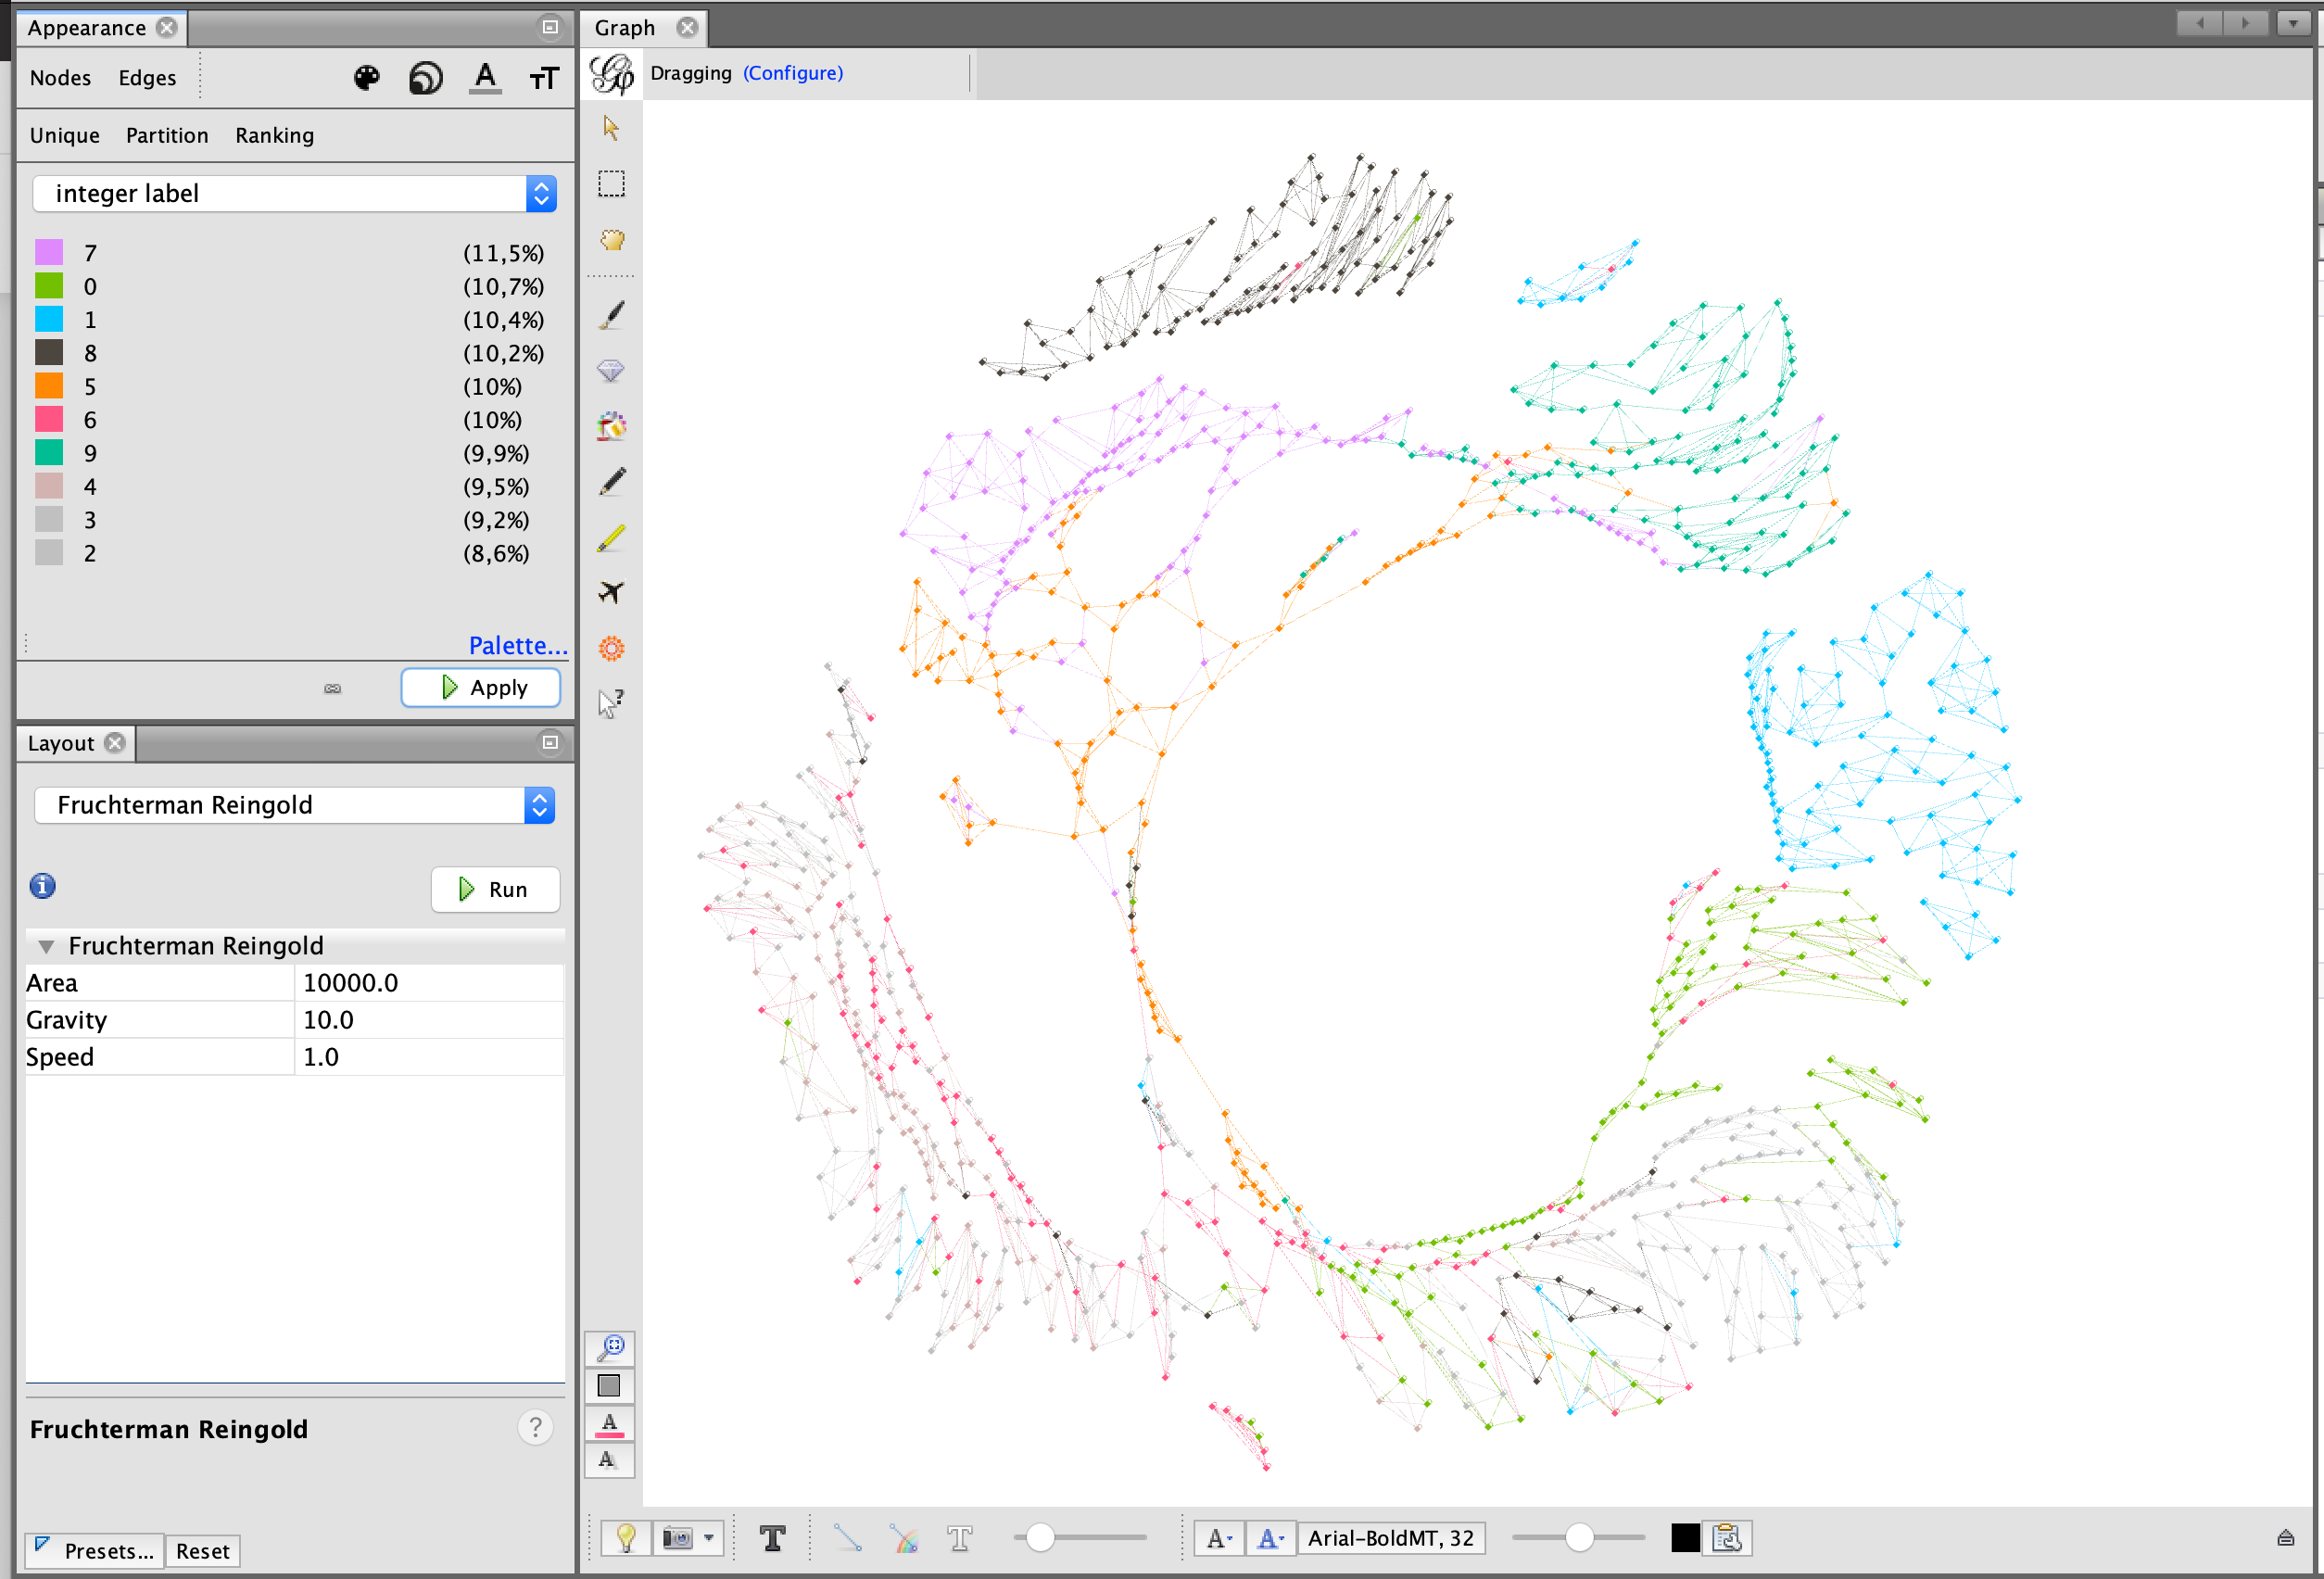 Appearance
Nodes Edges
Unique Partition Ranking
integer label
7 (11,5%)
0 (10,7%)
1 (10,4%)
8 (10,2%)
5 (10%)
6 (10%)
9 (9,9%)
4 (9,5%)
3 (9,2%)
2 (8,6%)
Palette...
Apply
Layout
Fruchterman Reingold
Run
Fruchterman Reingold
Area 10000.0
Gravity 10.0
Speed 1.0
Fruchterman Reingold
?
Presets... Reset
Graph
Dragging (Configure)
Arial-BoldMT, 32